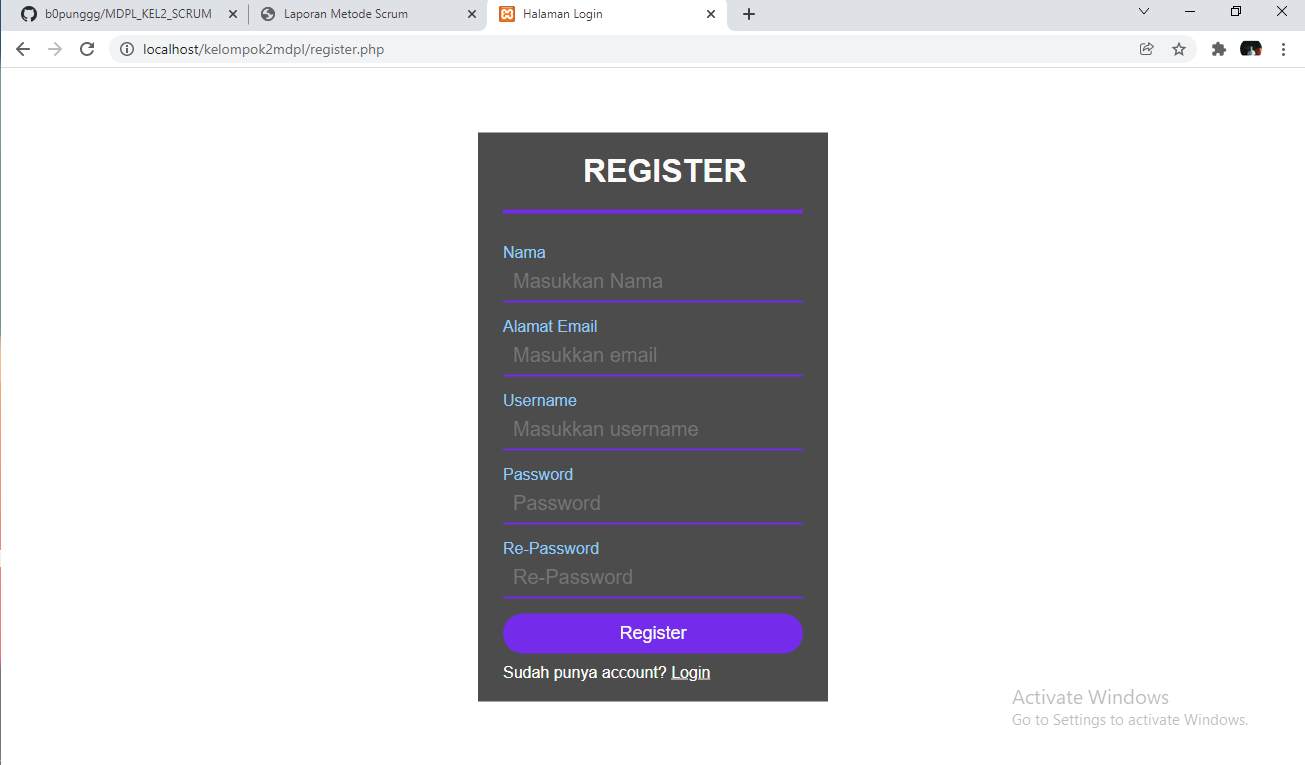 b0punggg/MDPL_KEL2_SCRUM
Laporan Metode Scrum
Halaman Login
localhost/kelompok2mdpl/register.php
REGISTER
Nama
Masukkan Nama
Alamat Email
Masukkan email
Username
Masukkan username
Password
Password
Re-Password
Re-Password
Register
Sudah punya account? Login
Activate Windows
Go to Settings to activate Windows.